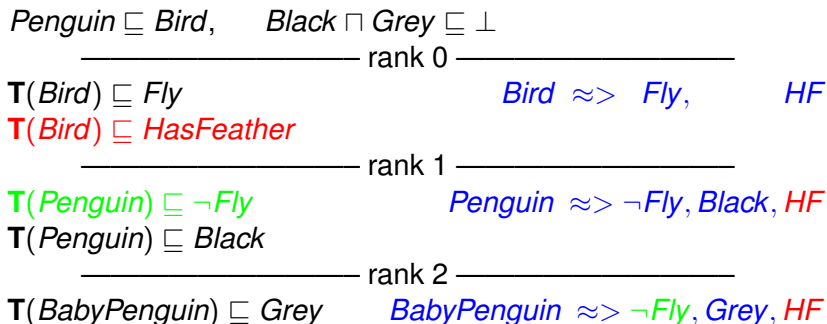 Penguin ⊑ Bird,    Black ⊓ Grey ⊑ ⊥
rank 0
T(Bird) ⊑ Fly    Bird ≈> Fly,    HF
T(Bird) ⊑ HasFeather
rank 1
T(Penguin) ⊑ ¬Fly    Penguin ≈> ¬Fly, Black, HF
T(Penguin) ⊑ Black
rank 2
T(BabyPenguin) ⊑ Grey    BabyPenguin ≈> ¬Fly, Grey, HF